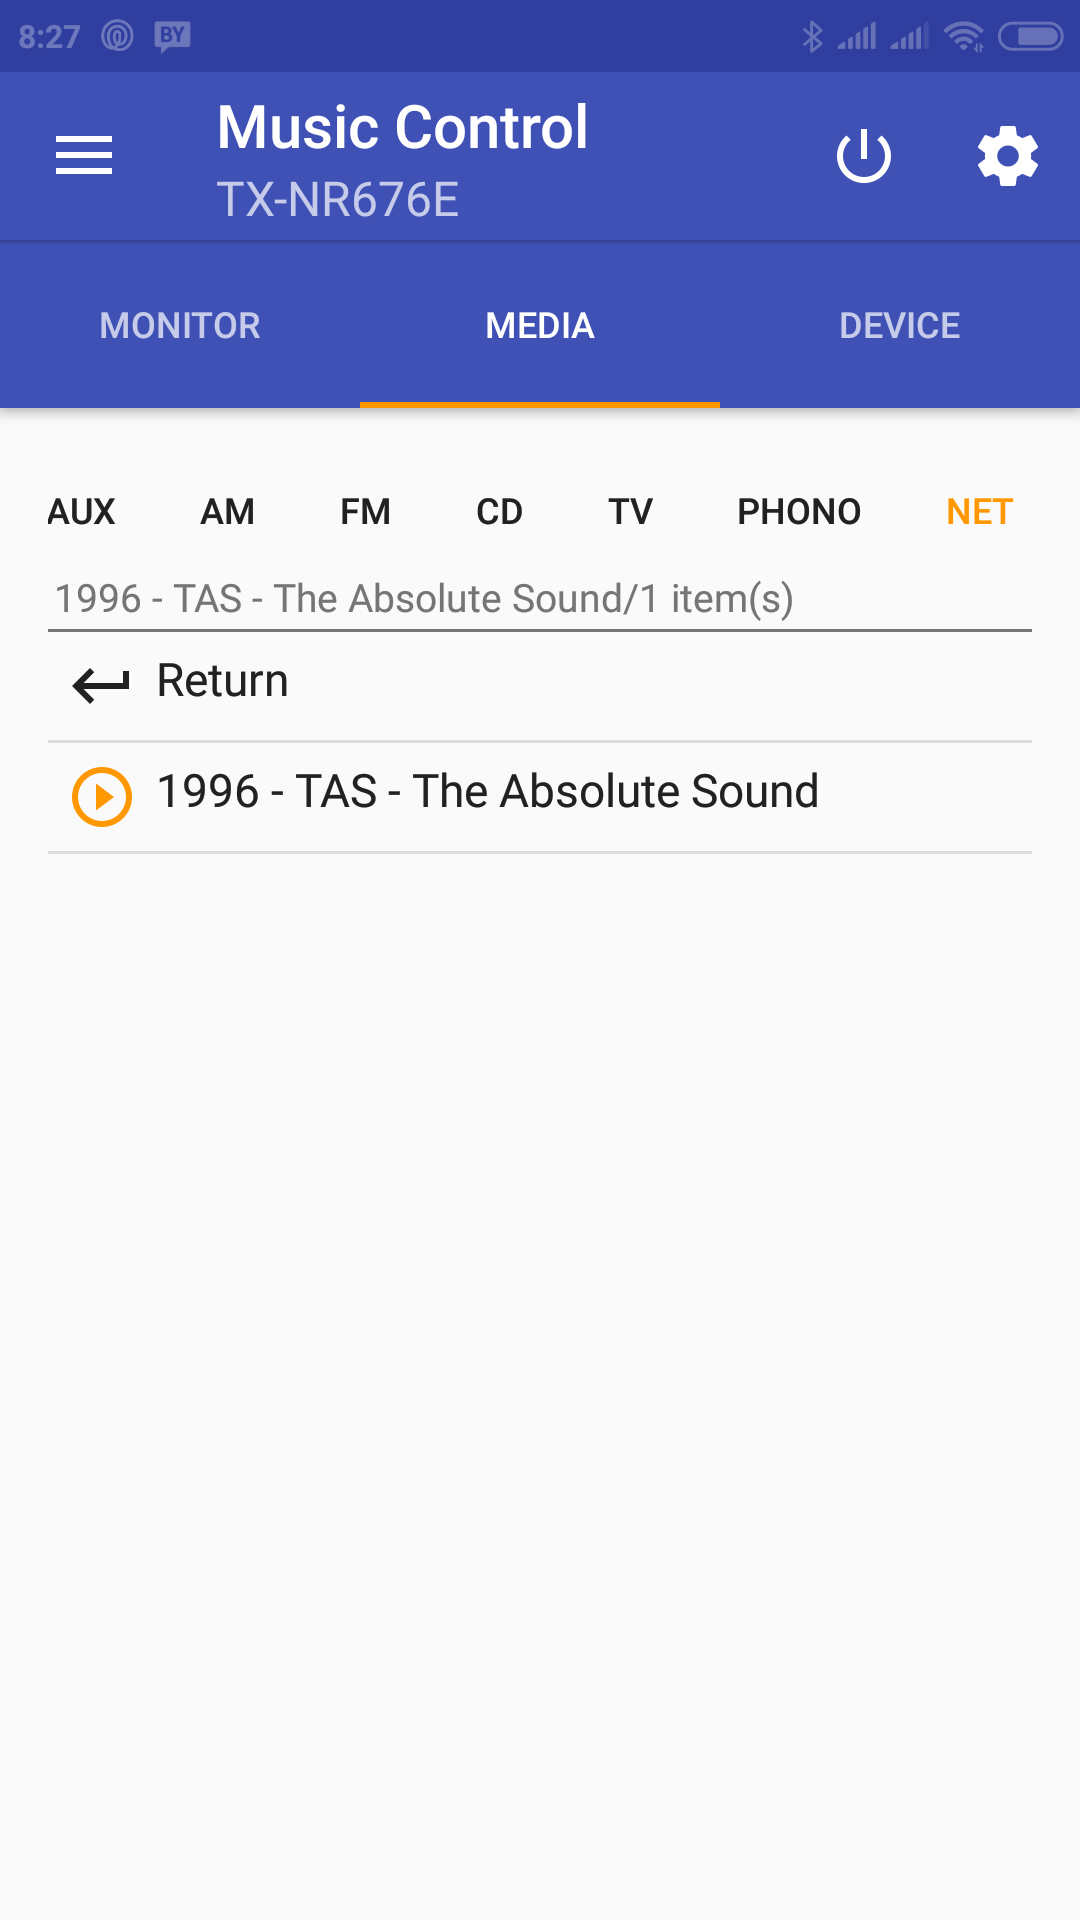 8:27 BY
Music Control
TX-NR676E
MONITOR MEDIA DEVICE
AUX AM FM CD TV PHONO NET
1996 - TAS - The Absolute Sound/1 item(s)
Return
1996 - TAS - The Absolute Sound